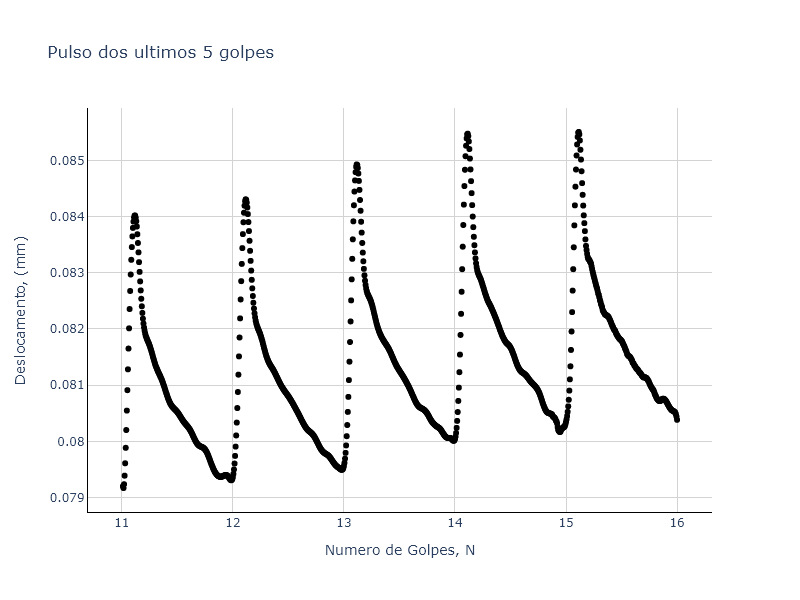 Pulso dos ultimos 5 golpes
Deslocamento, (mm)
0.085
0.084
0.083
0.082
0.081
0.08
0.079
11 12 13 14 15 16
Numero de Golpes, N